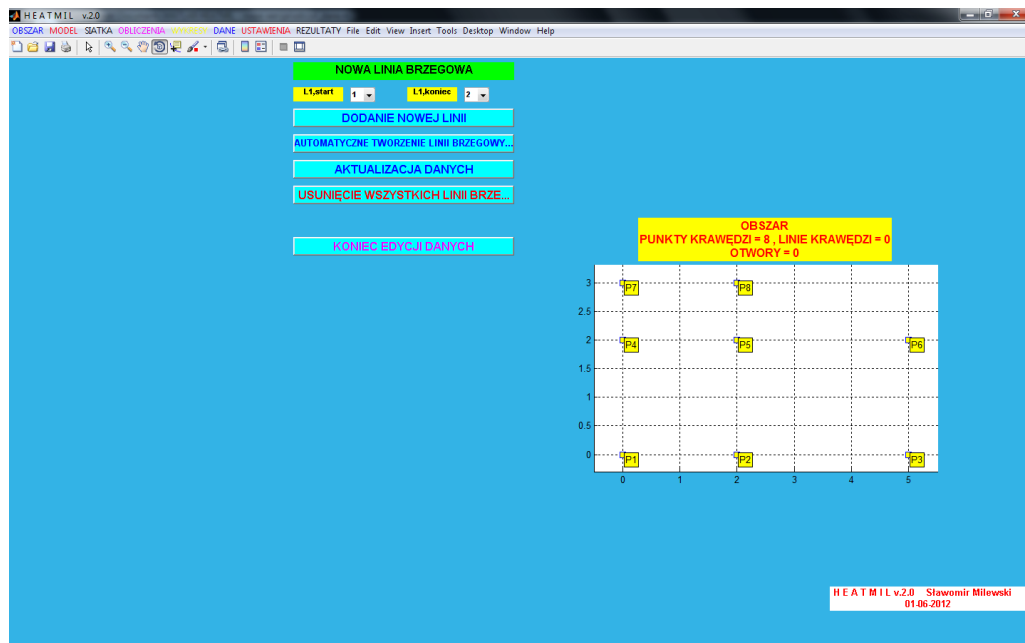 HEATMIL v.2.0
OBSZAR MODEL SIATKA OBLICZENIA DANE USTAWIENIA REZULTATY File Edit View Insert Tools Desktop Window Help
NOWA LINIA BRZEGOWA
L1,start 1 L1,koniec 2
DODANIE NOWEJ LINII
AUTOMATYCZNE TWORZENIE LINII BRZEGOWY...
AKTUALIZACJA DANYCH
USUNIĘCIE WSZYSTKICH LINII BRZE...
KONIEC EDYCJI DANYCH
OBSZAR
PUNKTY KRAWĘDZI = 8 , LINIE KRAWĘDZI = 0
OTWORY = 0
3 P7 P8
2.5
2 P4 P5 P6
1.5
1
0.5
0 P1 P2 P3
0 1 2 3 4 5
H E A T M I L v.2.0 Sławomir Milewski
01-06-2012